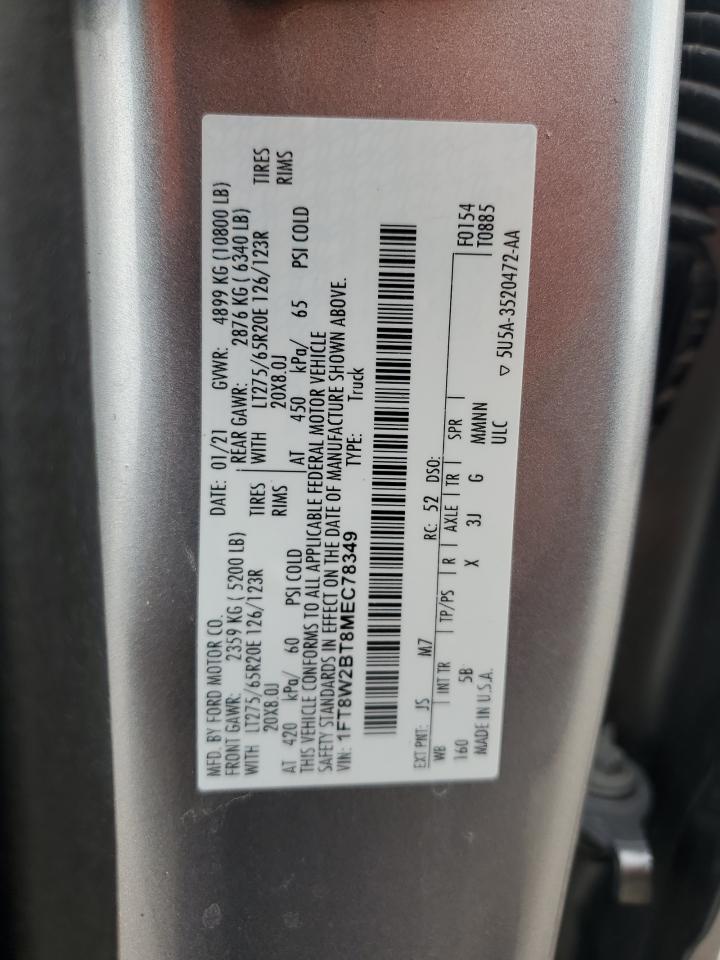 MFD. BY FORD MOTOR CO.
DATE: 01/21 GVWR: 4899 KG (10800 LB)
FRONT GAWR: 2359 KG ( 5200 LB)
REAR GAWR: 2876 KG ( 6340 LB)
WITH LT275/65R20E 126/123R TIRES
WITH LT275/65R20E 126/123R TIRES
20X8.0J RIMS
20X8.0J RIMS
AT 420 kPa/ 60 PSI COLD
AT 450 kPa/ 65 PSI COLD
THIS VEHICLE CONFORMS TO ALL APPLICABLE FEDERAL MOTOR VEHICLE
SAFETY STANDARDS IN EFFECT ON THE DATE OF MANUFACTURE SHOWN ABOVE.
VIN: 1FT8W2BT8MEC78349 TYPE: Truck
EXT PNT: JS M7 RC: 52 DSO:
WB INT TR TP/PS R AXLE TR SPR F0154
160 5B X 3J G MMNN T0885
MADE IN U.S.A. ULC ▽ 5U5A-3520472-AA